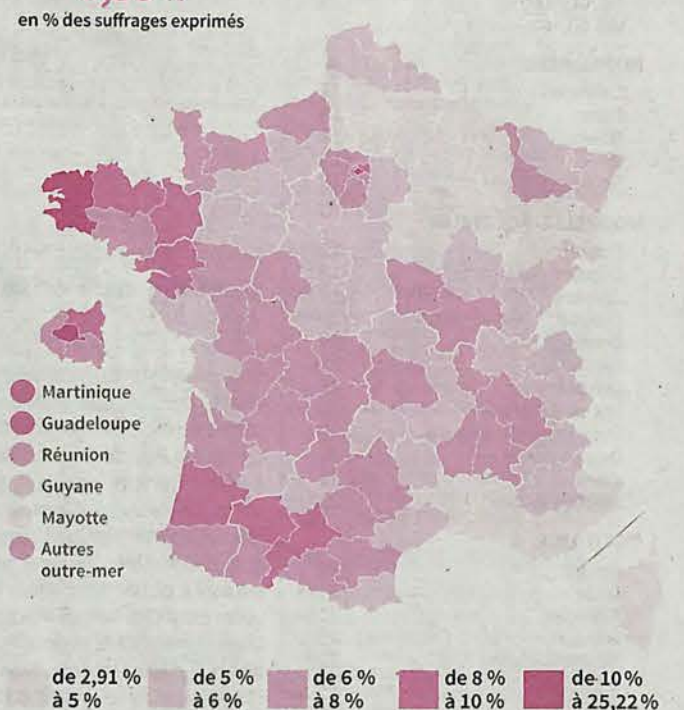 en % des suffrages exprimés
Martinique
Guadeloupe
Réunion
Guyane
Mayotte
Autres
outre-mer
de 2,91 %
à 5 %
de 5 %
à 6 %
de 6 %
à 8 %
de 8 %
à 10 %
de 10 %
à 25,22 %